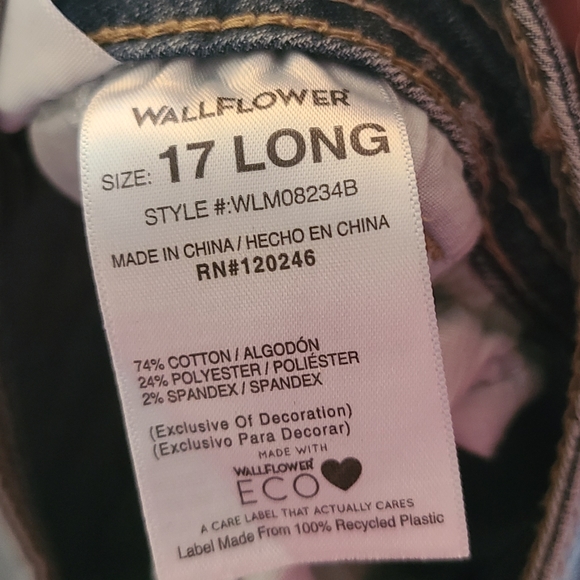 WALLFLOWER
SIZE: 17 LONG
STYLE #:WLM08234B
MADE IN CHINA / HECHO EN CHINA
RN#120246
74% COTTON / ALGODÓN
24% POLYESTER / POLIÉSTER
2% SPANDEX / SPANDEX
(Exclusive Of Decoration)
(Exclusivo Para Decorar)
MADE WITH
WALLFLOWER
ECO
A CARE LABEL THAT ACTUALLY CARES
Label Made From 100% Recycled Plastic